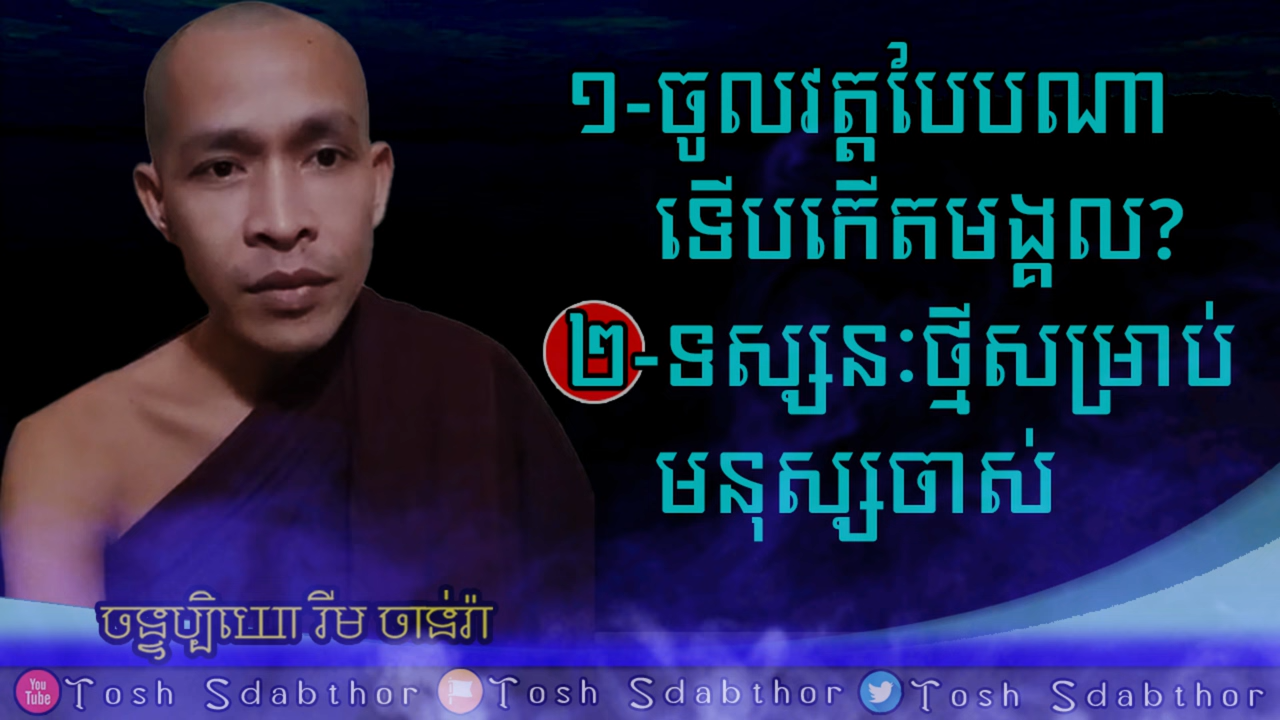 ១-ចូលវត្តបែបណា
ទើបកើតមង្គល?
២-ទស្សនៈថ្មីសម្រាប់
មនុស្សចាស់
ចន្ទប្បិយោ រីម ចាន់រ៉ា
You Tube Tosh Sdabthor Tosh Sdabthor Tosh Sdabthor